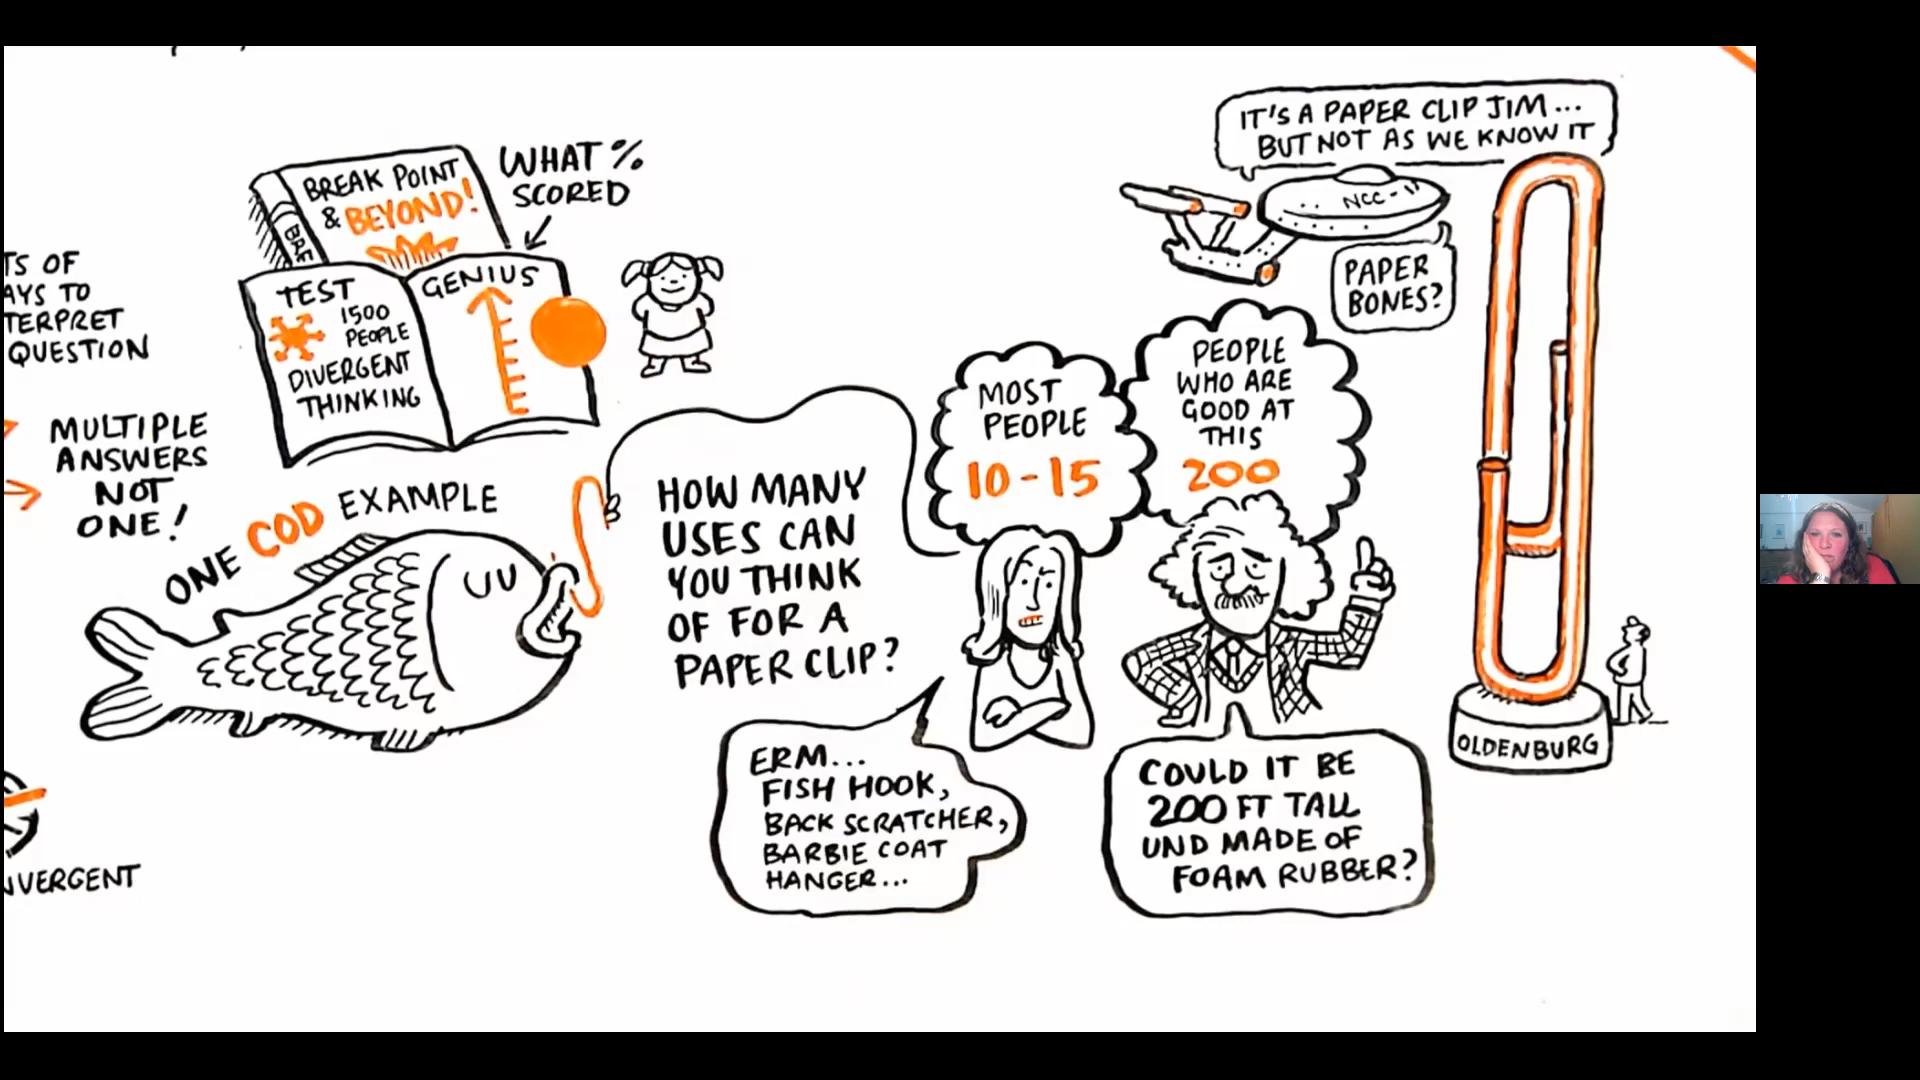 IT'S A PAPER CLIP JIM...
BUT NOT AS WE KNOW IT
NCC-1
PAPER
BONES?
BREAK POINT
& BEYOND!
BRE
WHAT %
SCORED
TEST
1500
PEOPLE
DIVERGENT
THINKING
GENIUS
TS OF
AYS TO
TERPRET
QUESTION
MULTIPLE
ANSWERS
NOT
ONE!
ONE COD EXAMPLE
HOW MANY
USES CAN
YOU THINK
OF FOR A
PAPER CLIP?
MOST
PEOPLE
10-15
PEOPLE
WHO ARE
GOOD AT
THIS
200
ERM...
FISH HOOK,
BACK SCRATCHER,
BARBIE COAT
HANGER...
COULD IT BE
200 FT TALL
UND MADE OF
FOAM RUBBER?
OLDENBURG
NVERGENT